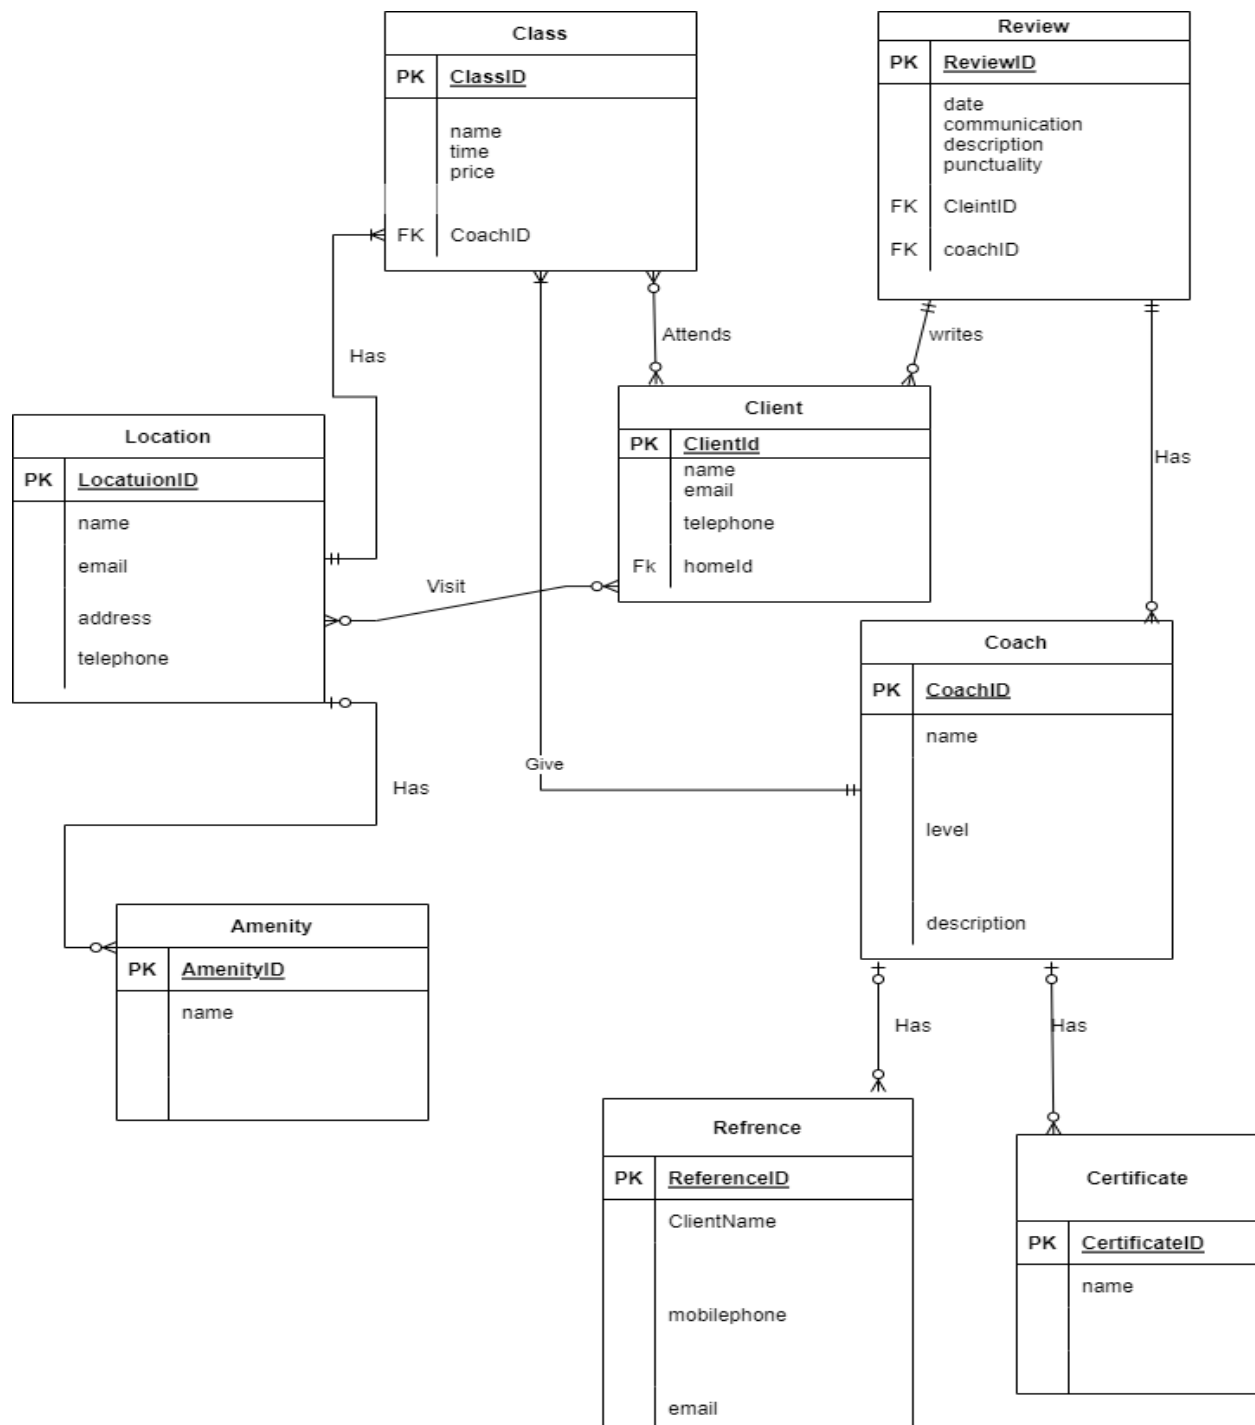 Class
PK ClassID
name
time
price
FK CoachID
Review
PK ReviewID
date
communication
description
punctuality
FK CleintID
FK coachID
Has
Attends
writes
Has
Client
PK ClientId
name
email
telephone
Fk homeId
Location
PK LocatuionID
name
email
address
telephone
Visit
Give
Has
Coach
PK CoachID
name
level
description
Amenity
PK AmenityID
name
Has
Has
Refrence
PK ReferenceID
ClientName
mobilephone
email
Certificate
PK CertificateID
name